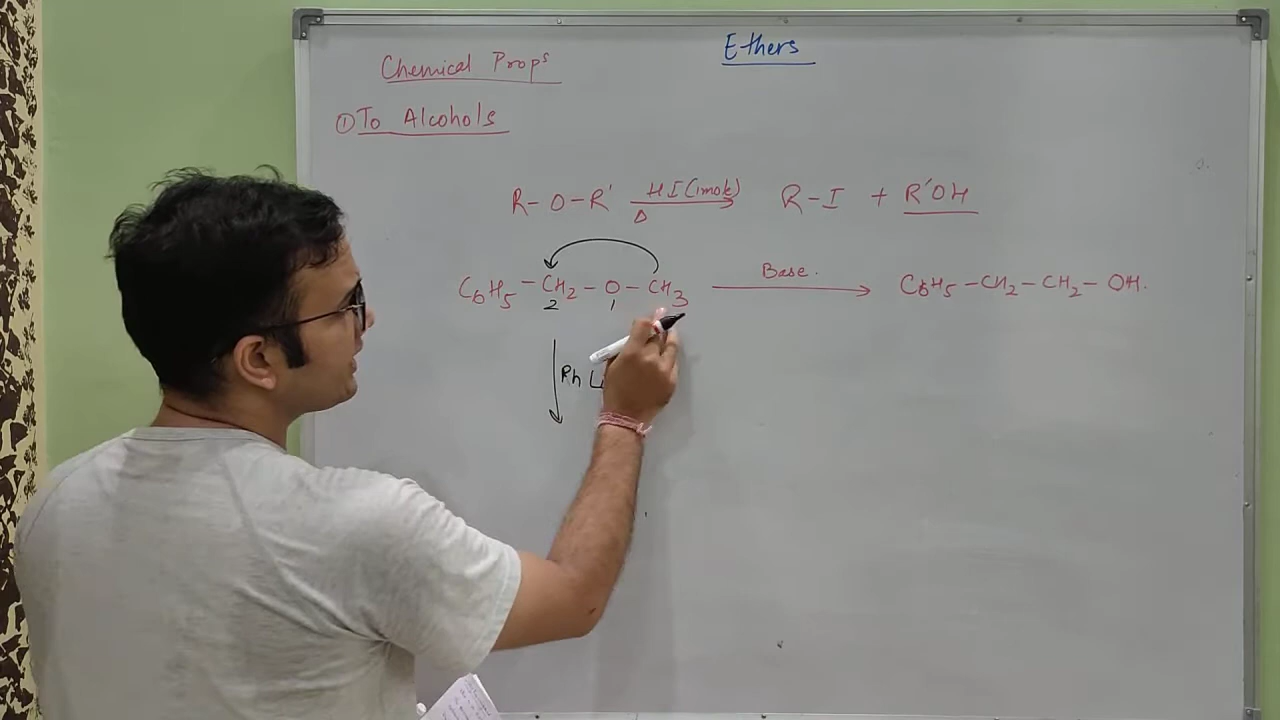 Ethers
Chemical Props
① To Alcohols
R-O-R' HI(1mole) Δ R-I + R'OH
C6H5-CH2-O-CH3 Base. C6H5-CH2-CH2-OH.
2 1
Ph